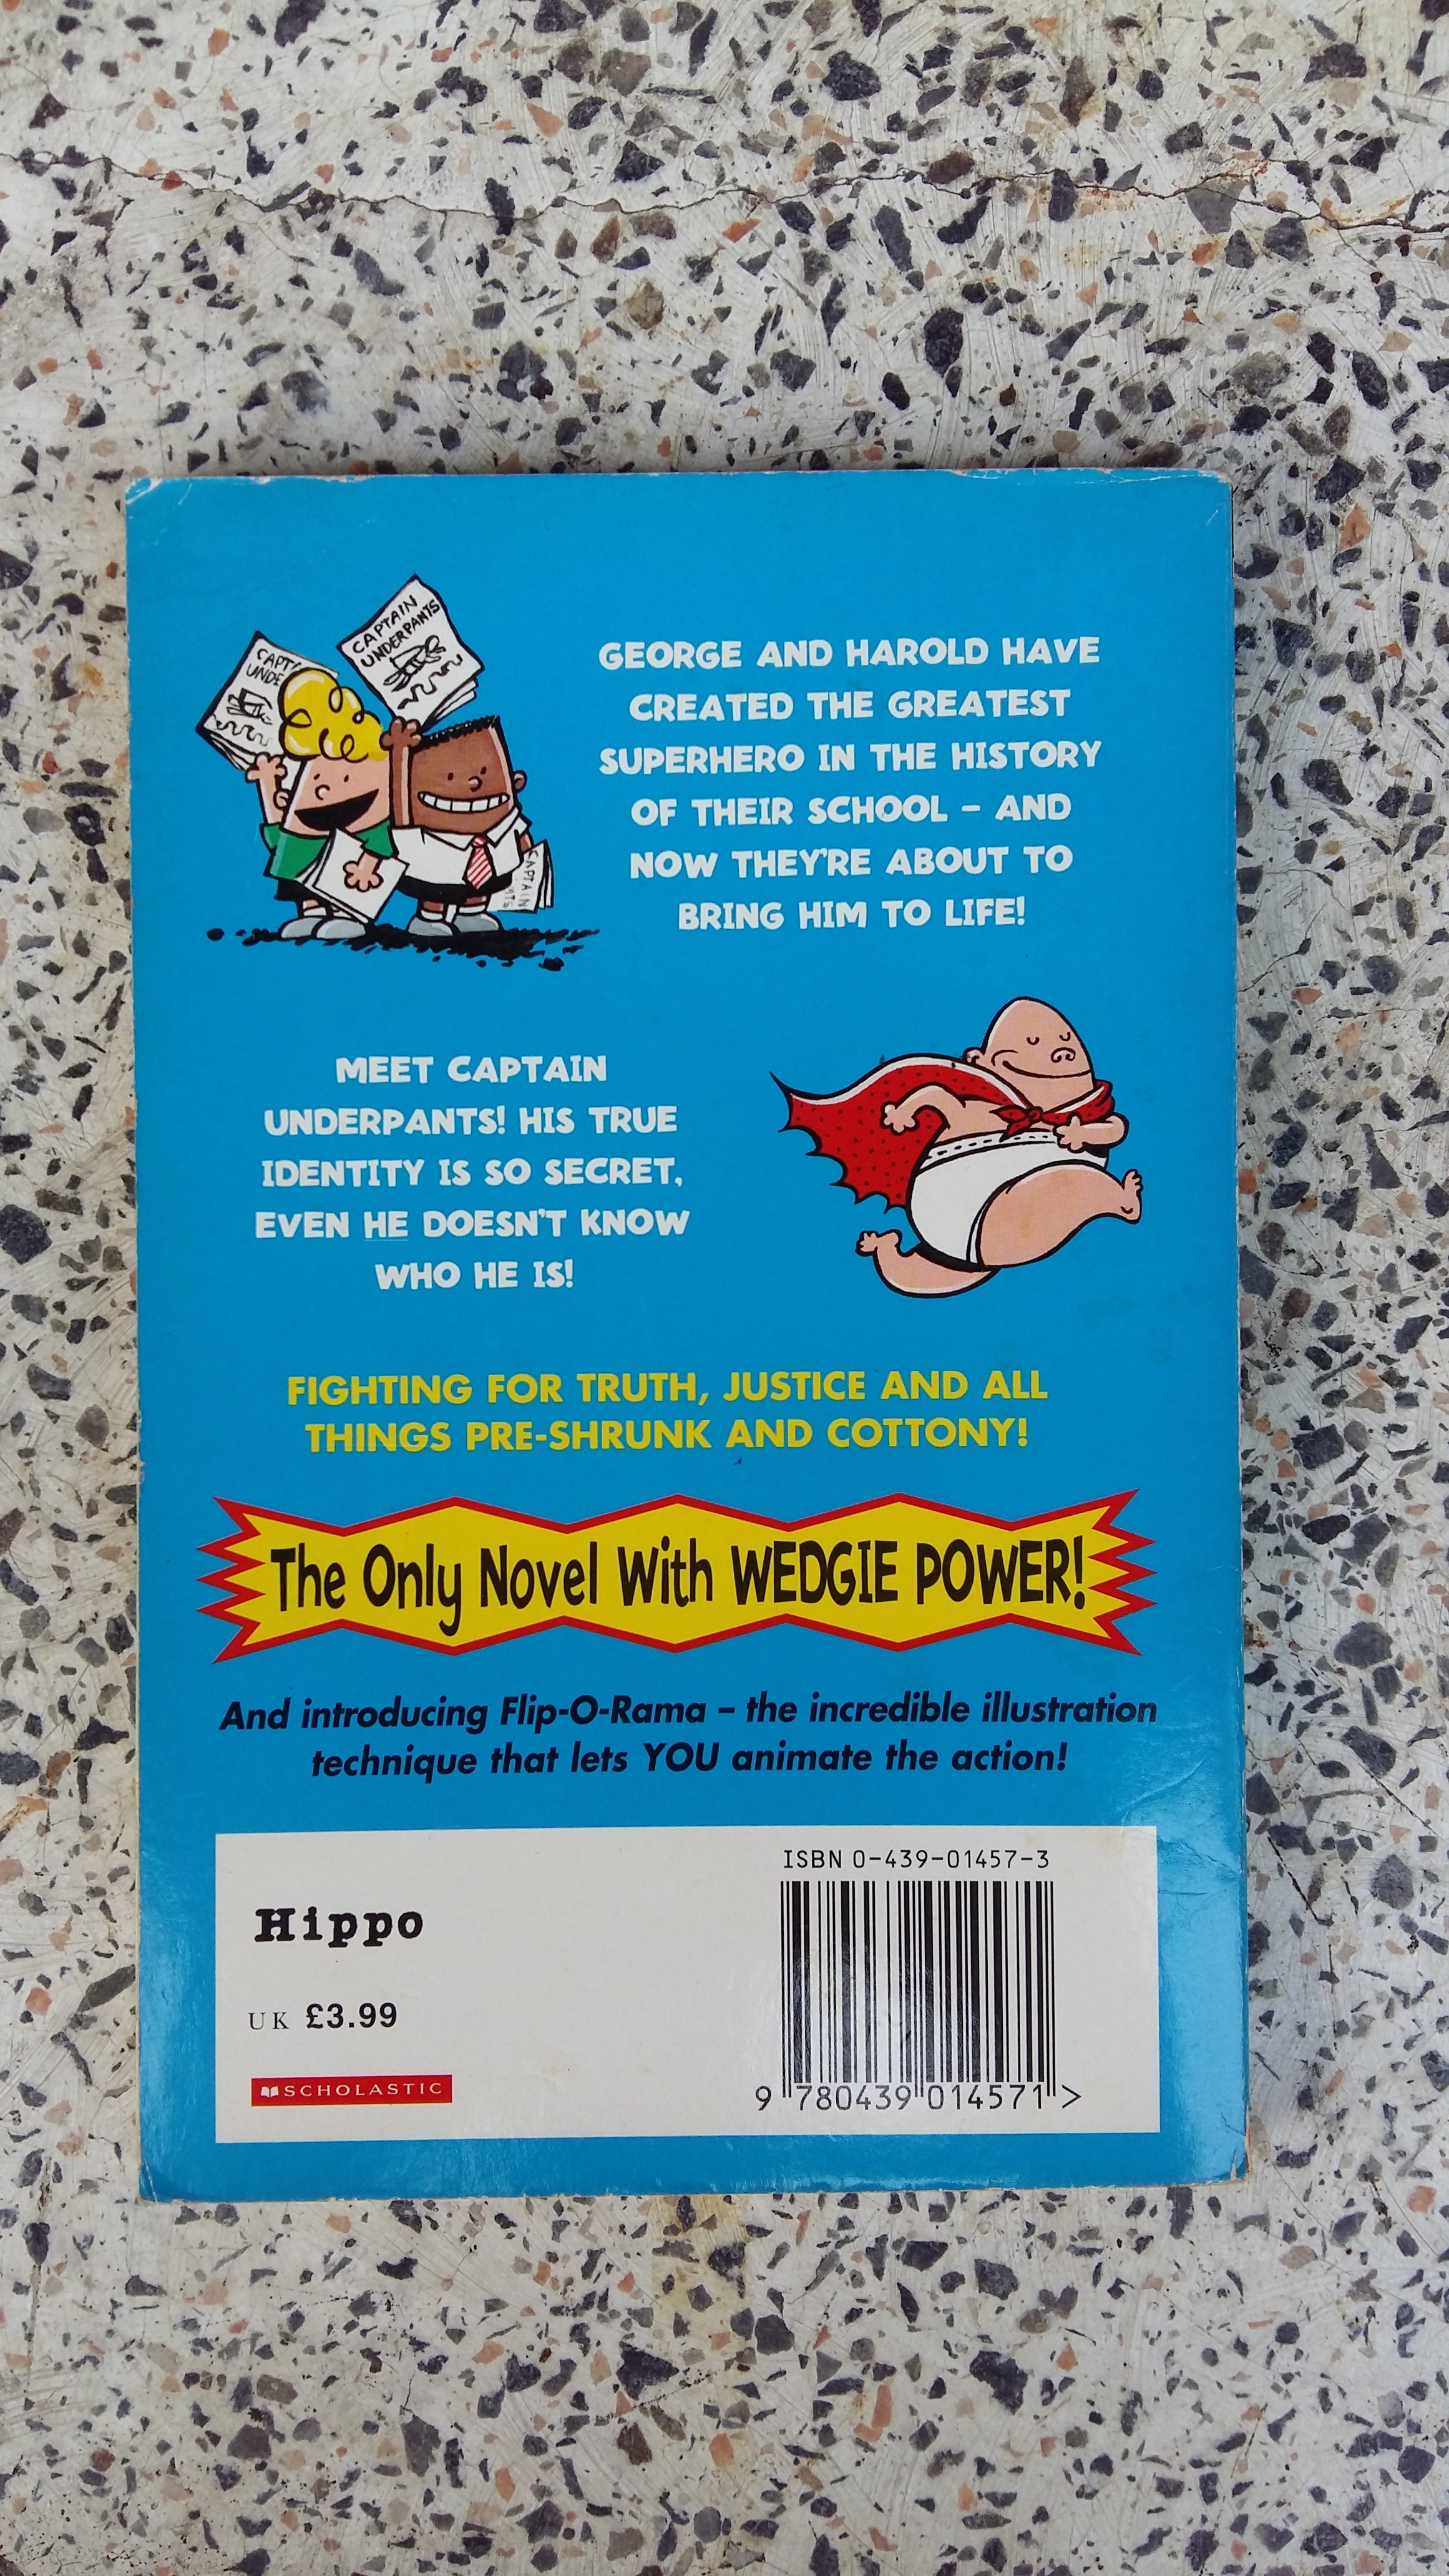 CAPTAIN
UNDERPANTS
CAPT
UNDE
CAPTAIN
GEORGE AND HAROLD HAVE
CREATED THE GREATEST
SUPERHERO IN THE HISTORY
OF THEIR SCHOOL – AND
NOW THEY'RE ABOUT TO
BRING HIM TO LIFE!
MEET CAPTAIN
UNDERPANTS! HIS TRUE
IDENTITY IS SO SECRET,
EVEN HE DOESN'T KNOW
WHO HE IS!
FIGHTING FOR TRUTH, JUSTICE AND ALL
THINGS PRE-SHRUNK AND COTTONY!
The Only Novel With WEDGIE POWER!
And introducing Flip-O-Rama – the incredible illustration
technique that lets YOU animate the action!
Hippo
UK £3.99
SCHOLASTIC
ISBN 0-439-01457-3
9 780439 014571 >